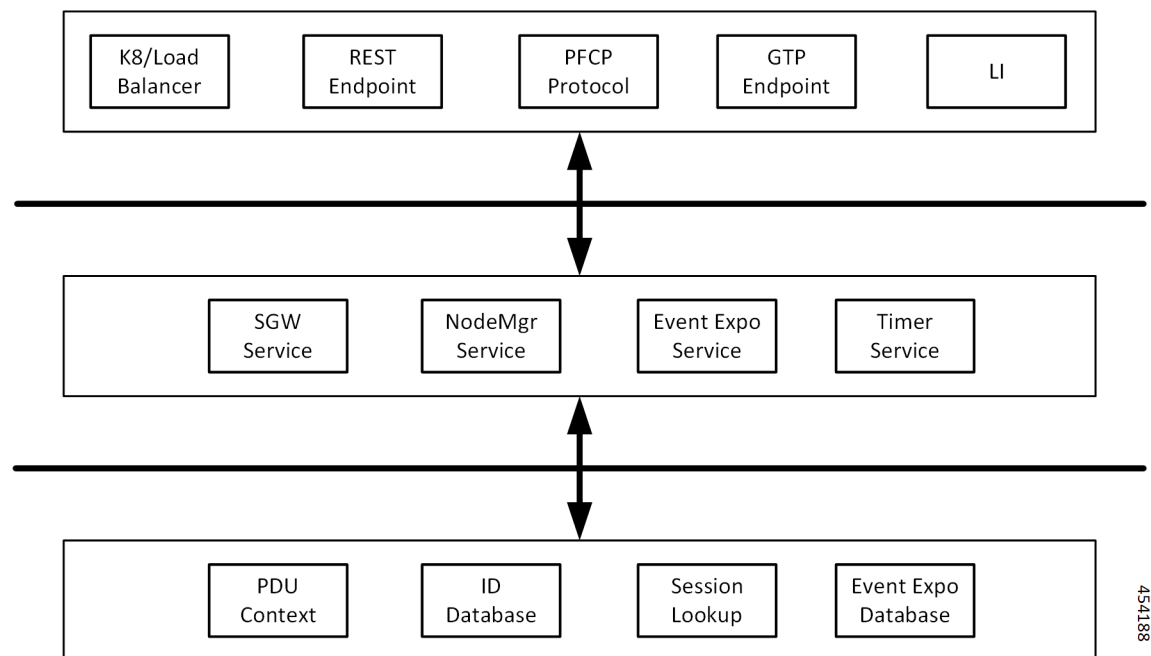 K8/Load
Balancer
REST
Endpoint
PFCP
Protocol
GTP
Endpoint
LI
SGW
Service
NodeMgr
Service
Event Expo
Service
Timer
Service
PDU
Context
ID
Database
Session
Lookup
Event Expo
Database
454188